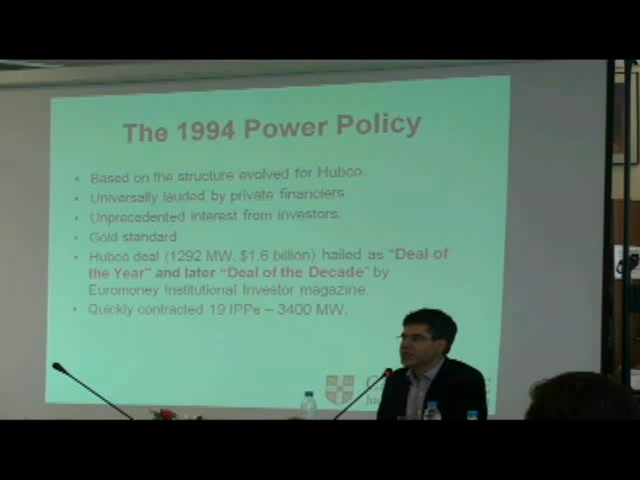 The 1994 Power Policy
• Based on the structure evolved for Hubco.
• Universally lauded by private financiers.
• Unprecedented interest from investors.
• Gold standard
• Hubco deal (1292 MW, $1.6 billion) hailed as “Deal of
the Year” and later “Deal of the Decade” by
Euromoney Institutional Investor magazine.
• Quickly contracted 19 IPPs – 3400 MW.